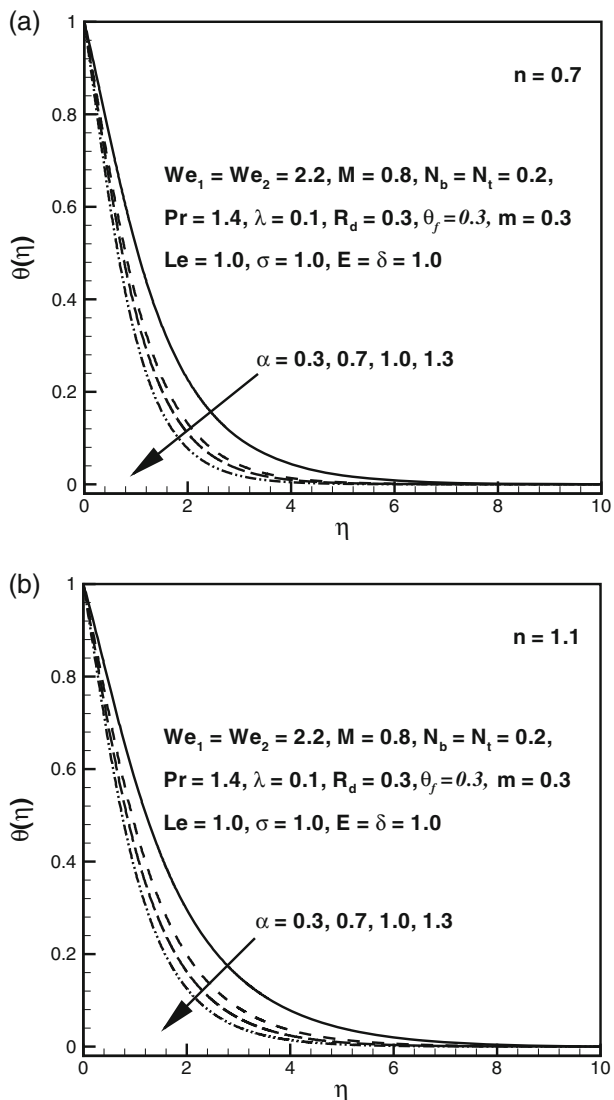 (a)
1
0.8
0.6
0.4
0.2
0
θ(η)
n = 0.7
We₁ = We₂ = 2.2, M = 0.8, N_b = N_t = 0.2,
Pr = 1.4, λ = 0.1, R_d = 0.3, θ_f = 0.3, m = 0.3
Le = 1.0, σ = 1.0, E = δ = 1.0
α = 0.3, 0.7, 1.0, 1.3
0 2 4 6 8 10
η
(b)
1
0.8
0.6
0.4
0.2
0
θ(η)
n = 1.1
We₁ = We₂ = 2.2, M = 0.8, N_b = N_t = 0.2,
Pr = 1.4, λ = 0.1, R_d = 0.3, θ_f = 0.3, m = 0.3
Le = 1.0, σ = 1.0, E = δ = 1.0
α = 0.3, 0.7, 1.0, 1.3
0 2 4 6 8 10
η